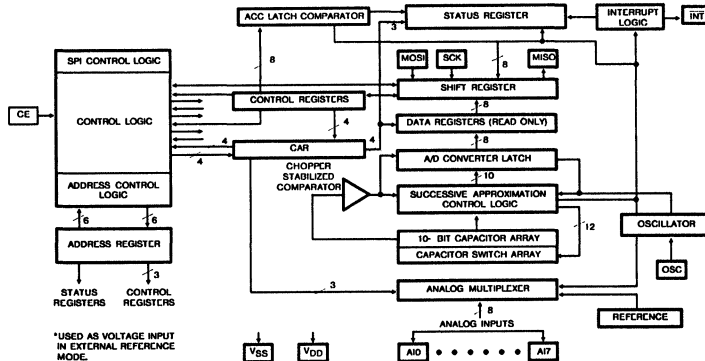 ACC LATCH COMPARATOR
STATUS REGISTER
INTERRUPT
LOGIC
INT
3
SPI CONTROL LOGIC
8
MOSI
SCK
MISO
SHIFT REGISTER
8
CE
CONTROL LOGIC
CONTROL REGISTERS
4
DATA REGISTERS (READ ONLY)
4
4
CAR
4
8
CHOPPER
STABILIZED
COMPARATOR
A/D CONVERTER LATCH
10
ADDRESS CONTROL
LOGIC
SUCCESSIVE APPROXIMATION
CONTROL LOGIC
6
6
12
OSCILLATOR
ADDRESS REGISTER
10- BIT CAPACITOR ARRAY
CAPACITOR SWITCH ARRAY
3
OSC
STATUS
REGISTERS
CONTROL
REGISTERS
3
ANALOG MULTIPLEXER
8
REFERENCE
ANALOG INPUTS
*USED AS VOLTAGE INPUT
IN EXTERNAL REFERENCE
MODE.
VSS
VDD
AI0
AI7